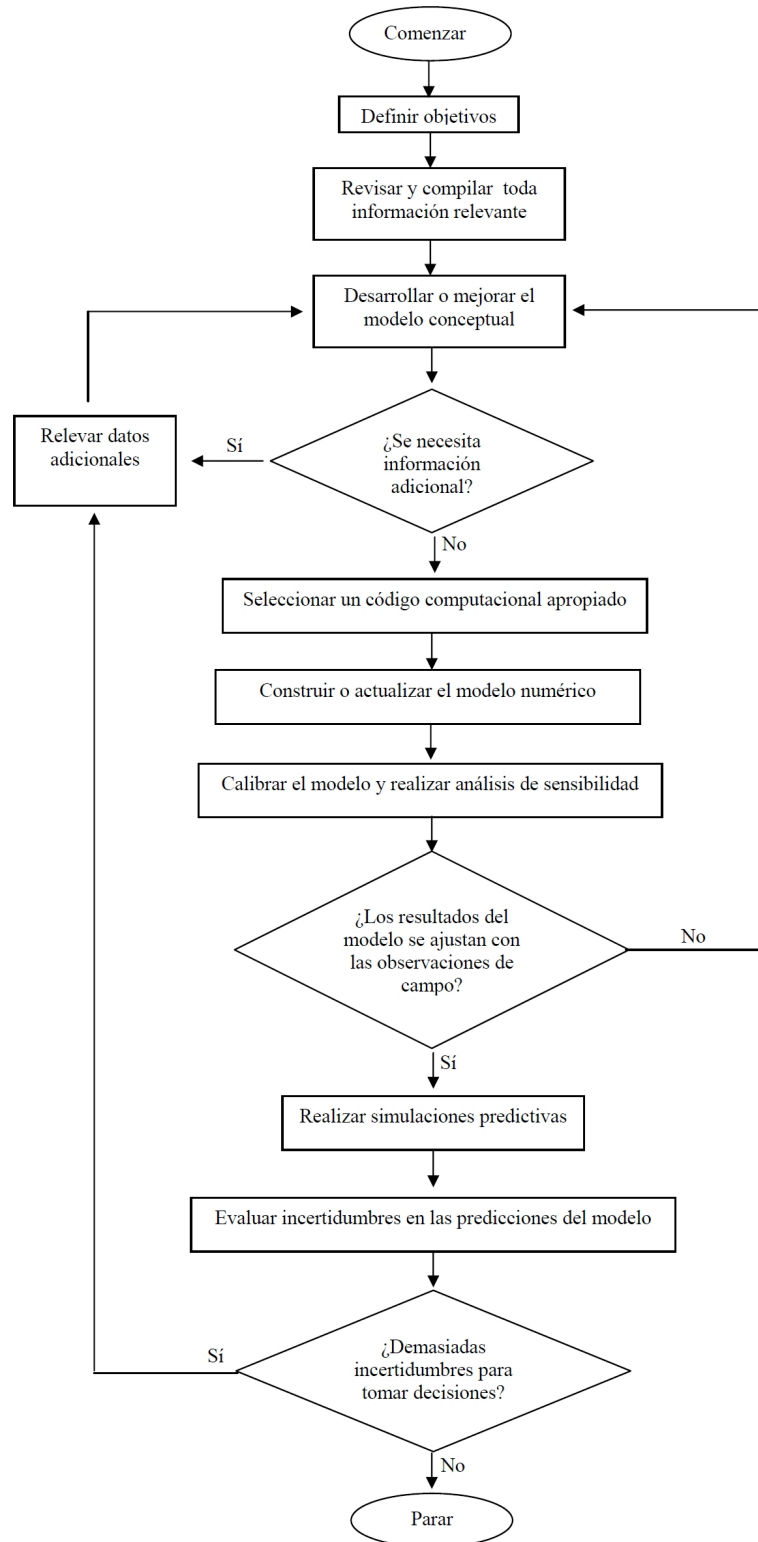 Comenzar
Definir objetivos
Revisar y compilar toda
información relevante
Desarrollar o mejorar el
modelo conceptual
Relevar datos
adicionales
Sí
¿Se necesita
información
adicional?
No
Seleccionar un código computacional apropiado
Construir o actualizar el modelo numérico
Calibrar el modelo y realizar análisis de sensibilidad
¿Los resultados del
modelo se ajustan con
las observaciones de
campo?
No
Sí
Realizar simulaciones predictivas
Evaluar incertidumbres en las predicciones del modelo
Sí
¿Demasiadas
incertidumbres para
tomar decisiones?
No
Parar